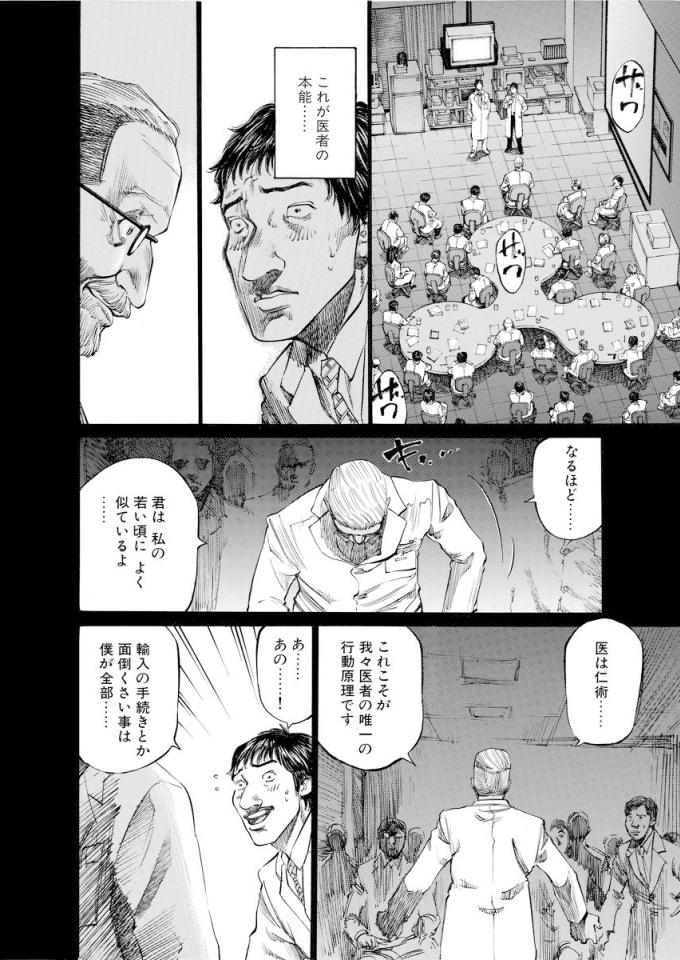 ザワ
ザワ
ザワ
これが医者の
本能……
なるほど……
ギ…
君は 私の
若い頃に よく
似ているよ
……
医は仁術……
これこそが
我々医者の唯一の
行動原理です
あ……
あの……!
輸入の手続きとか
面倒くさい事は
僕が全部…